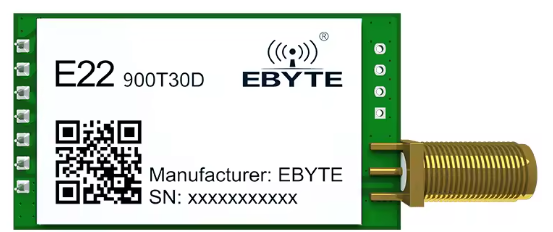 E22 900T30D
®
EBYTE
Manufacturer: EBYTE
SN: xxxxxxxxxxx